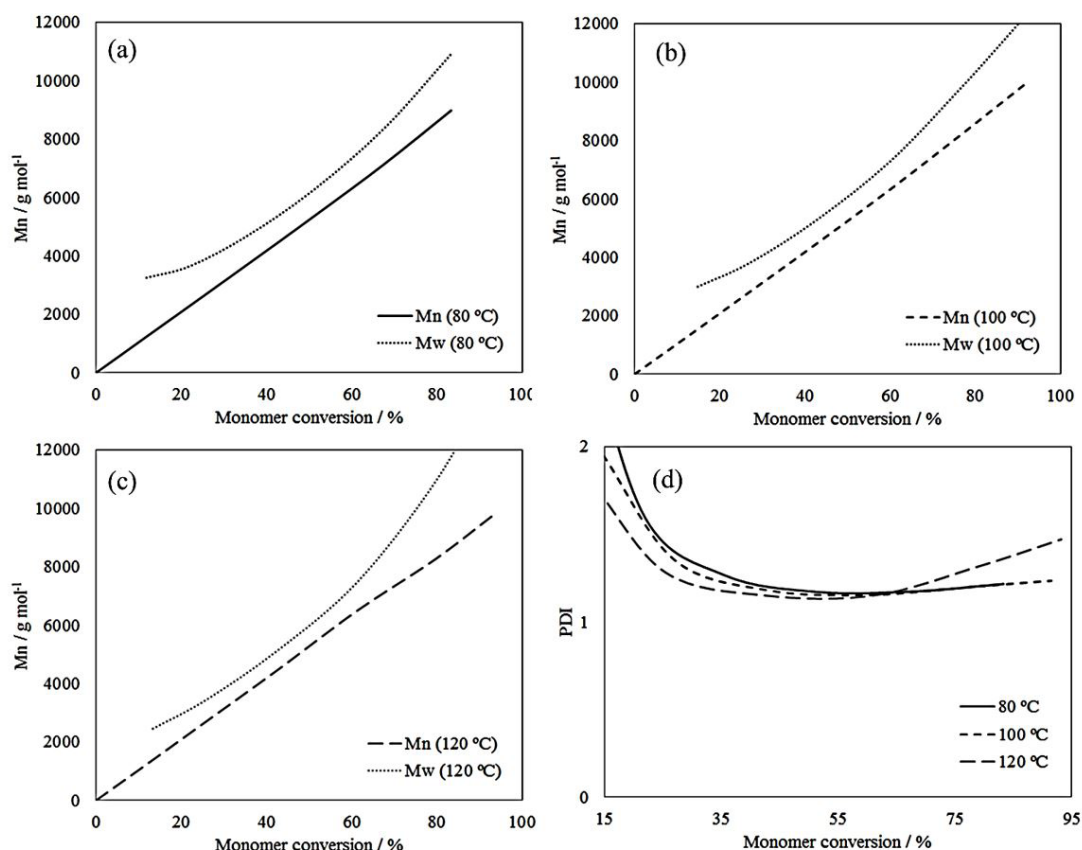 (a)
12000
10000
8000
6000
4000
2000
0
Mn / g mol⁻¹
Mn (80 ºC)
Mw (80 ºC)
0 20 40 60 80 100
Monomer conversion / %
(b)
12000
10000
8000
6000
4000
2000
0
Mn / g mol⁻¹
Mn (100 ºC)
Mw (100 ºC)
0 20 40 60 80 100
Monomer conversion / %
(c)
12000
10000
8000
6000
4000
2000
0
Mn / g mol⁻¹
Mn (120 ºC)
Mw (120 ºC)
0 20 40 60 80 100
Monomer conversion / %
(d)
2
1
0
PDI
80 ºC
100 ºC
120 ºC
15 35 55 75 95
Monomer conversion / %